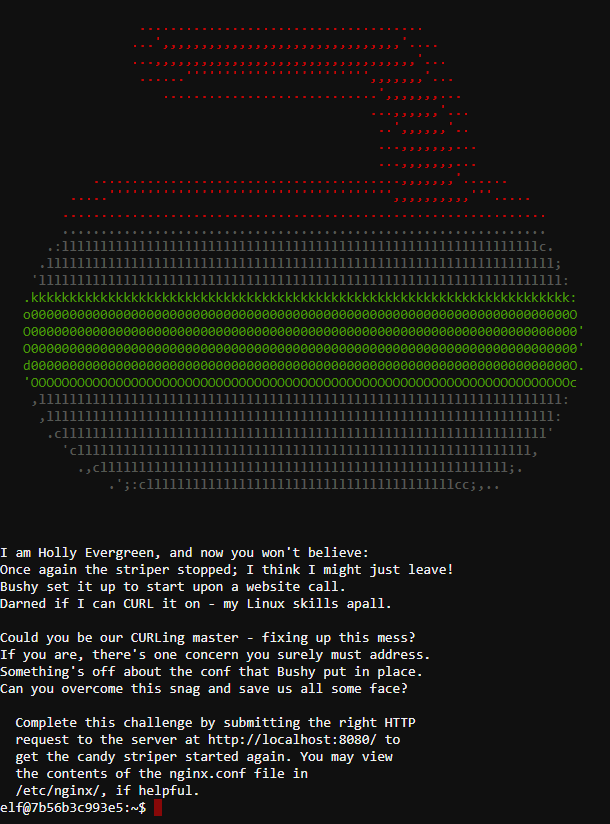 I am Holly Evergreen, and now you won't believe:
Once again the striper stopped; I think I might just leave!
Bushy set it up to start upon a website call.
Darned if I can CURL it on - my Linux skills apall.
Could you be our CURLing master - fixing up this mess?
If you are, there's one concern you surely must address.
Something's off about the conf that Bushy put in place.
Can you overcome this snag and save us all some face?
Complete this challenge by submitting the right HTTP
request to the server at http://localhost:8080/ to
get the candy striper started again. You may view
the contents of the nginx.conf file in
/etc/nginx/, if helpful.
elf@7b56b3c993e5:~$